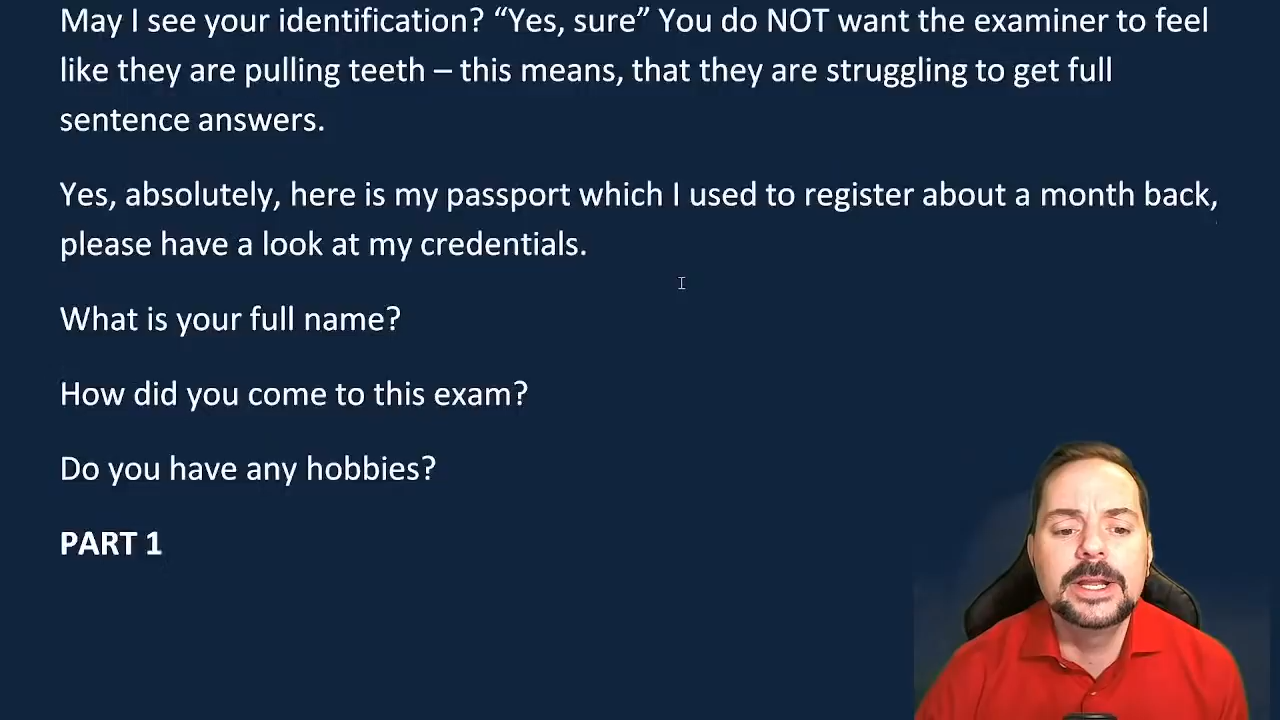 May I see your identification? “Yes, sure” You do NOT want the examiner to feel
like they are pulling teeth – this means, that they are struggling to get full
sentence answers.
Yes, absolutely, here is my passport which I used to register about a month back,
please have a look at my credentials.
What is your full name?
How did you come to this exam?
Do you have any hobbies?
PART 1